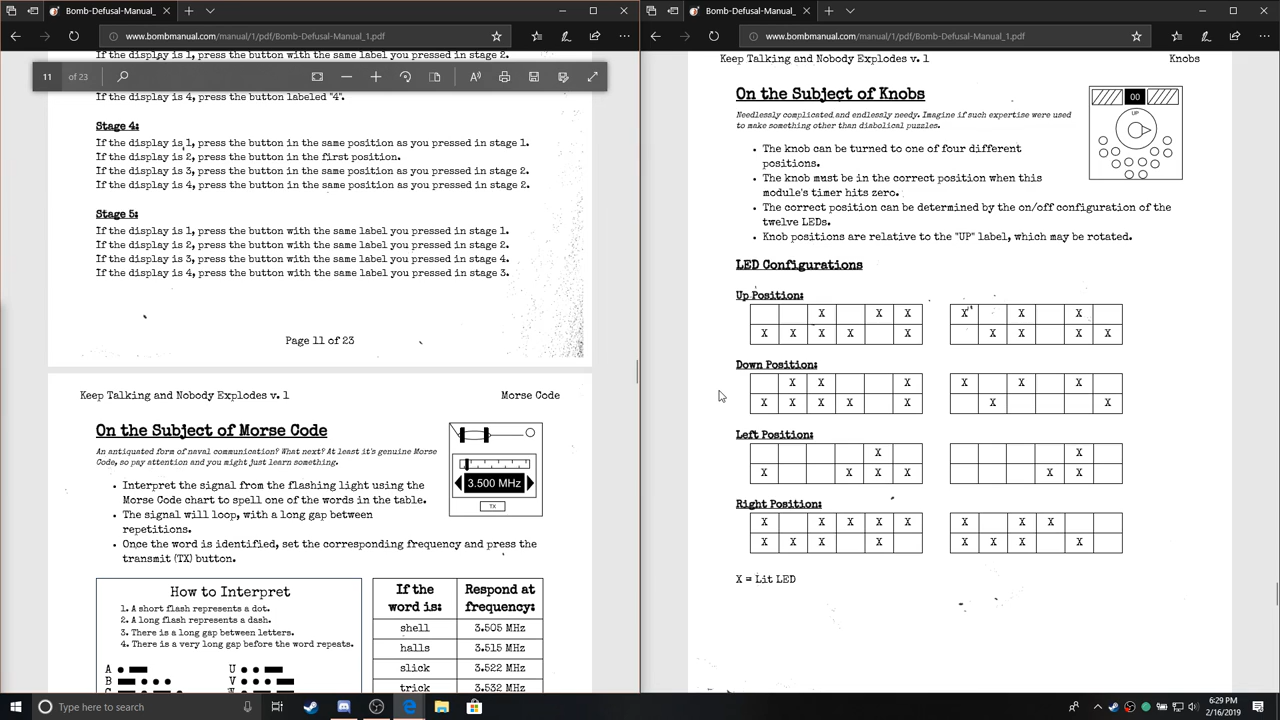 Bomb-Defusal-Manual_1.p
www.bombmanual.com/manual/1/pdf/Bomb-Defusal-Manual_1.pdf
If the display is 1, press the button with the same label you pressed in stage 2.
11 of 23
If the display is 4, press the button labeled "4".
Stage 4:
If the display is 1, press the button in the same position as you pressed in stage 1.
If the display is 2, press the button in the first position.
If the display is 3, press the button in the same position as you pressed in stage 2.
If the display is 4, press the button in the same position as you pressed in stage 2.
Stage 5:
If the display is 1, press the button with the same label you pressed in stage 1.
If the display is 2, press the button with the same label you pressed in stage 2.
If the display is 3, press the button with the same label you pressed in stage 4.
If the display is 4, press the button with the same label you pressed in stage 3.
Page 11 of 23
Keep Talking and Nobody Explodes v. 1 Morse Code
On the Subject of Morse Code
An antiquated form of naval communication? What next? At least it's genuine Morse
Code, so pay attention and you might just learn something.
3.500 MHz
TX
• Interpret the signal from the flashing light using the
Morse Code chart to spell one of the words in the table.
• The signal will loop, with a long gap between
repetitions.
• Once the word is identified, set the corresponding frequency and press the
transmit (TX) button.
How to Interpret
1. A short flash represents a dot.
2. A long flash represents a dash.
3. There is a long gap between letters.
4. There is a very long gap before the word repeats.
A U
B V
If the word is: Respond at frequency:
shell 3.505 MHz
halls 3.515 MHz
slick 3.522 MHz
trick 3.532 MHz
Bomb-Defusal-Manual_1.p
www.bombmanual.com/manual/1/pdf/Bomb-Defusal-Manual_1.pdf
Keep Talking and Nobody Explodes v. 1 Knobs
On the Subject of Knobs
Needlessly complicated and endlessly needy. Imagine if such expertise were used
to make something other than diabolical puzzles.
00
UP
• The knob can be turned to one of four different
positions.
• The knob must be in the correct position when this
module's timer hits zero.
• The correct position can be determined by the on/off configuration of the
twelve LEDs.
• Knob positions are relative to the "UP" label, which may be rotated.
LED Configurations
Up Position:
X X X X X X
X X X X X X X X X
Down Position:
X X X X X X
X X X X X X X
Left Position:
X X
X X X X X X
Right Position:
X X X X X X X
X X X X X X X X
X = Lit LED
Type here to search
6:29 PM
2/16/2019